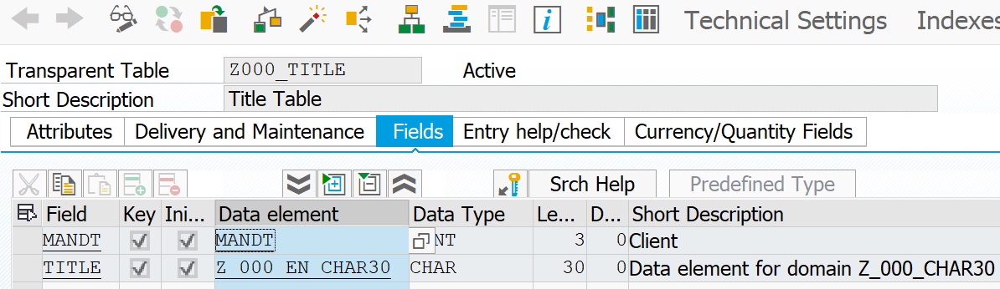 Technical Settings Indexes
Transparent Table Z000_TITLE Active
Short Description Title Table
Attributes Delivery and Maintenance Fields Entry help/check Currency/Quantity Fields
Srch Help Predefined Type
Field Key Ini... Data element Data Type Le... D... Short Description
MANDT MANDT NT 3 0 Client
TITLE Z_000_EN_CHAR30 CHAR 30 0 Data element for domain Z_000_CHAR30